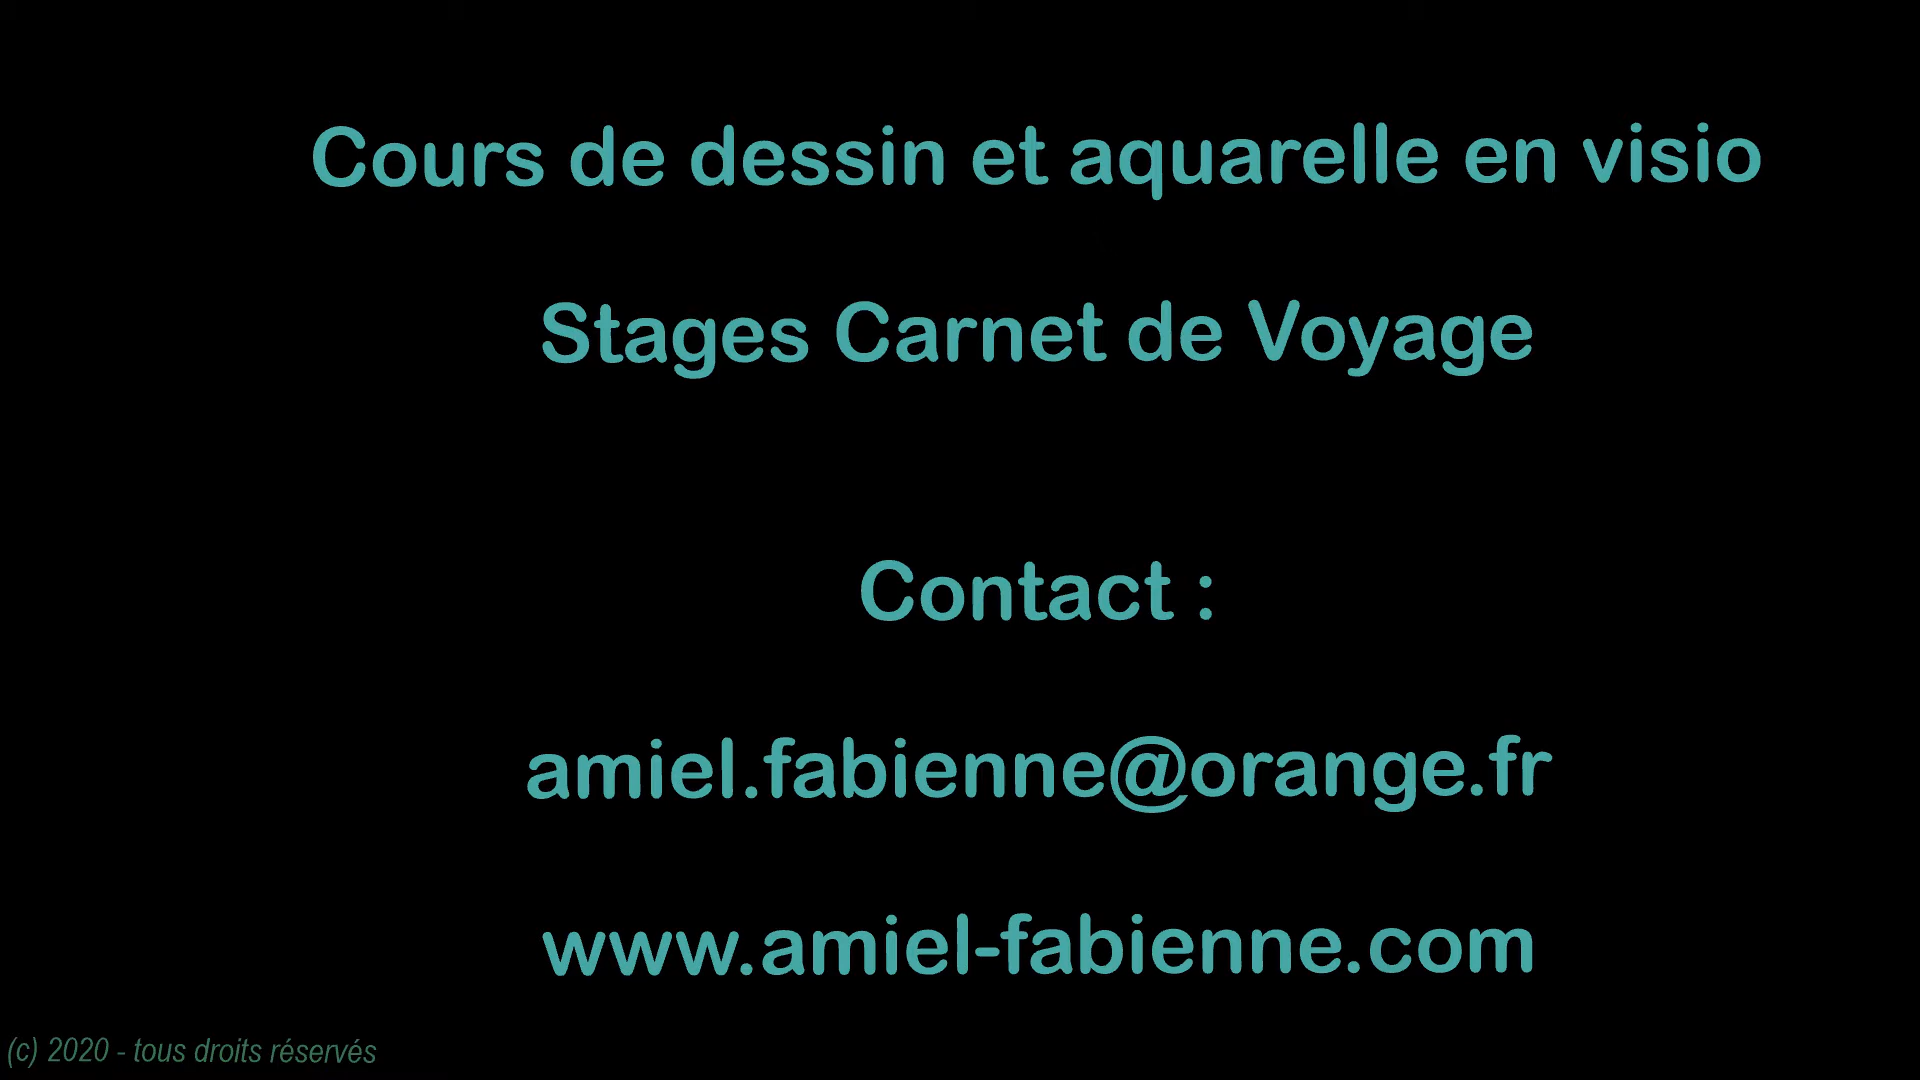 Cours de dessin et aquarelle en visio
Stages Carnet de Voyage
Contact :
amiel.fabienne@orange.fr
www.amiel-fabienne.com
(c) 2020 - tous droits réservés